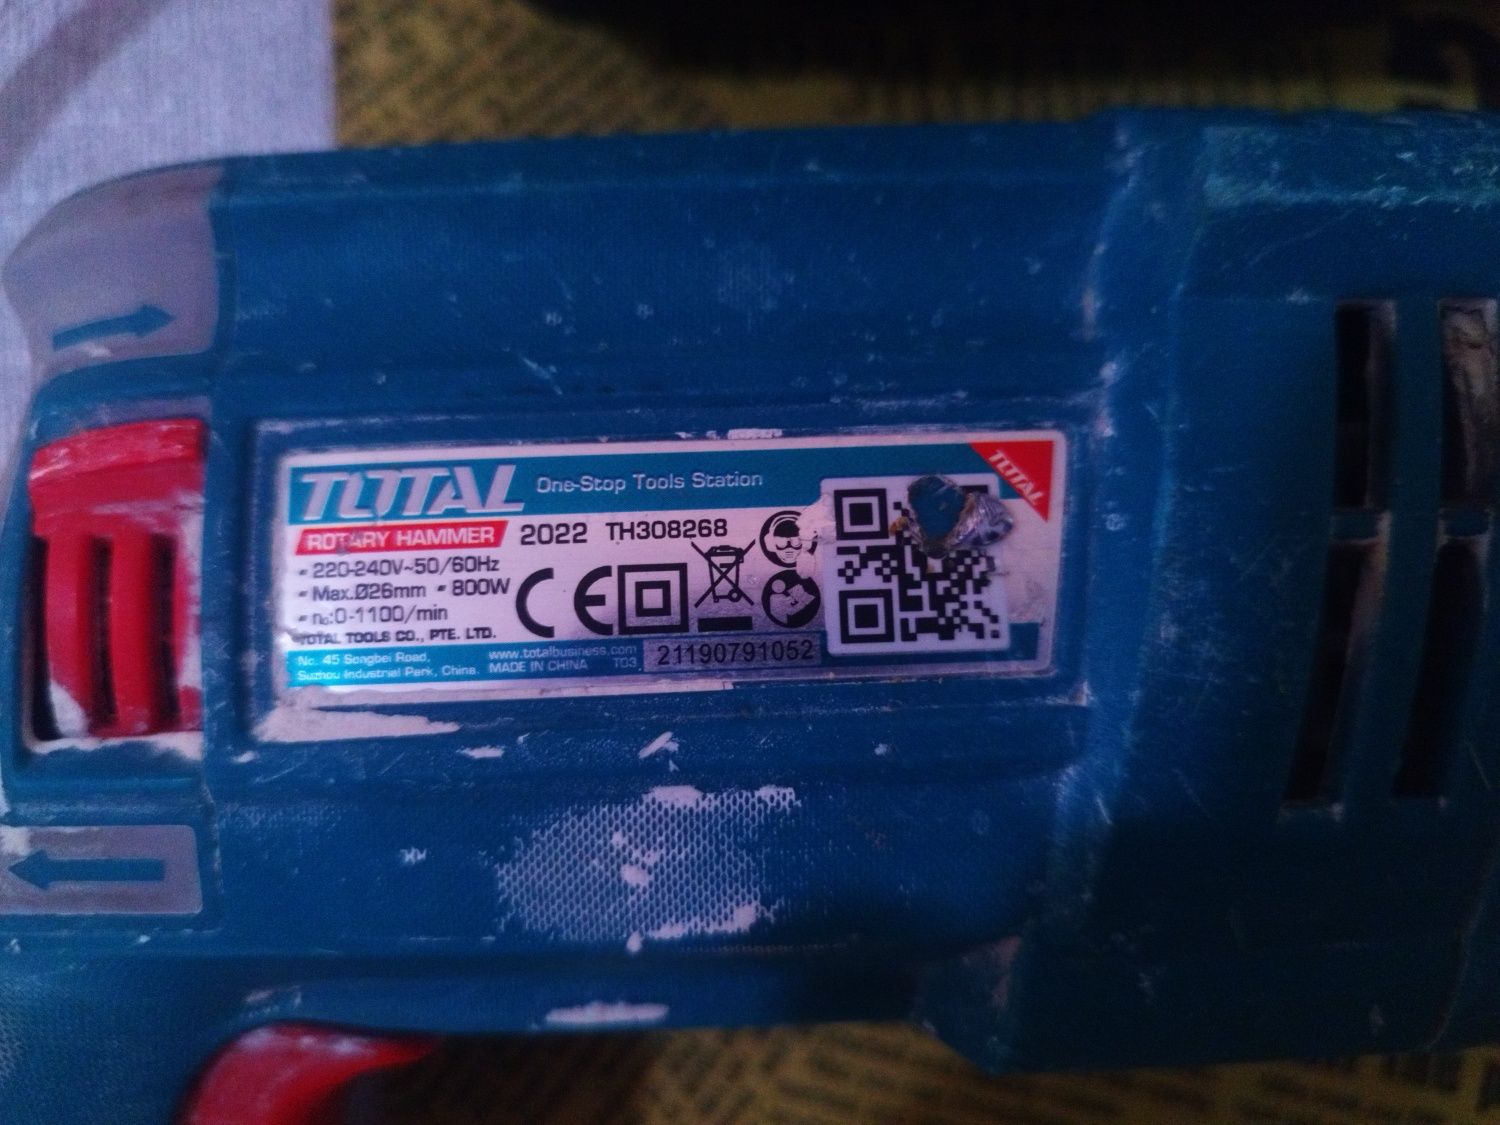 TOTAL One-Stop Tools Station
TOTAL
ROTARY HAMMER 2022 TH308268
▪ 220-240V~50/60Hz
▪ Max.Ø26mm ▪ 800W
▪ n₀:0-1100/min
TOTAL TOOLS CO., PTE. LTD.
No. 45 Songbei Road, www.totalbusiness.com
Suzhou Industrial Park, China. MADE IN CHINA T03
21190791052
CE